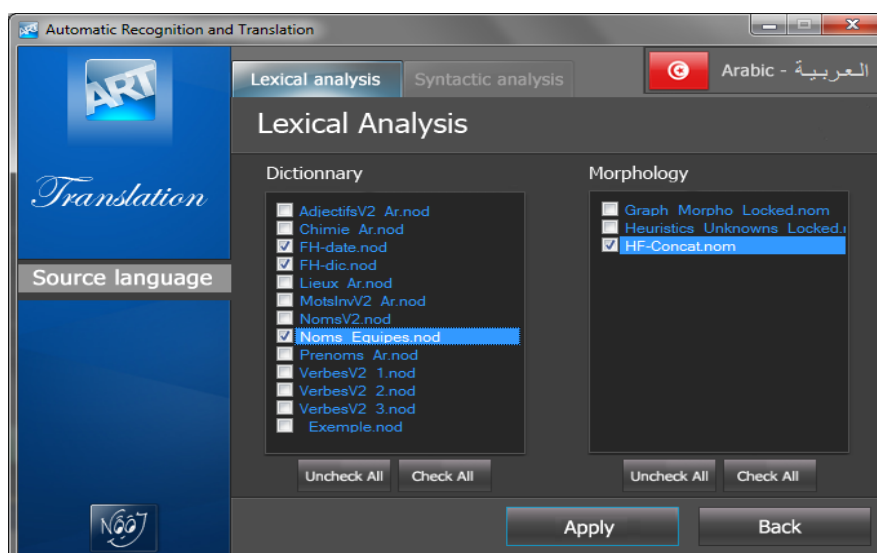 Automatic Recognition and Translation
ART
Translation
Source language
NooJ
Lexical analysis
Syntactic analysis
Arabic - العربية
Lexical Analysis
Dictionnary
AdjectifsV2_Ar.nod
Chimie_Ar.nod
FH-date.nod
FH-dic.nod
Lieux_Ar.nod
MotsInvV2_Ar.nod
NomsV2.nod
Noms_Equipes.nod
Prenoms_Ar.nod
VerbesV2_1.nod
VerbesV2_2.nod
VerbesV2_3.nod
_Exemple.nod
Uncheck All
Check All
Morphology
Graph_Morpho_Locked.nom
Heuristics_Unknowns_Locked.
HF-Concat.nom
Uncheck All
Check All
Apply
Back